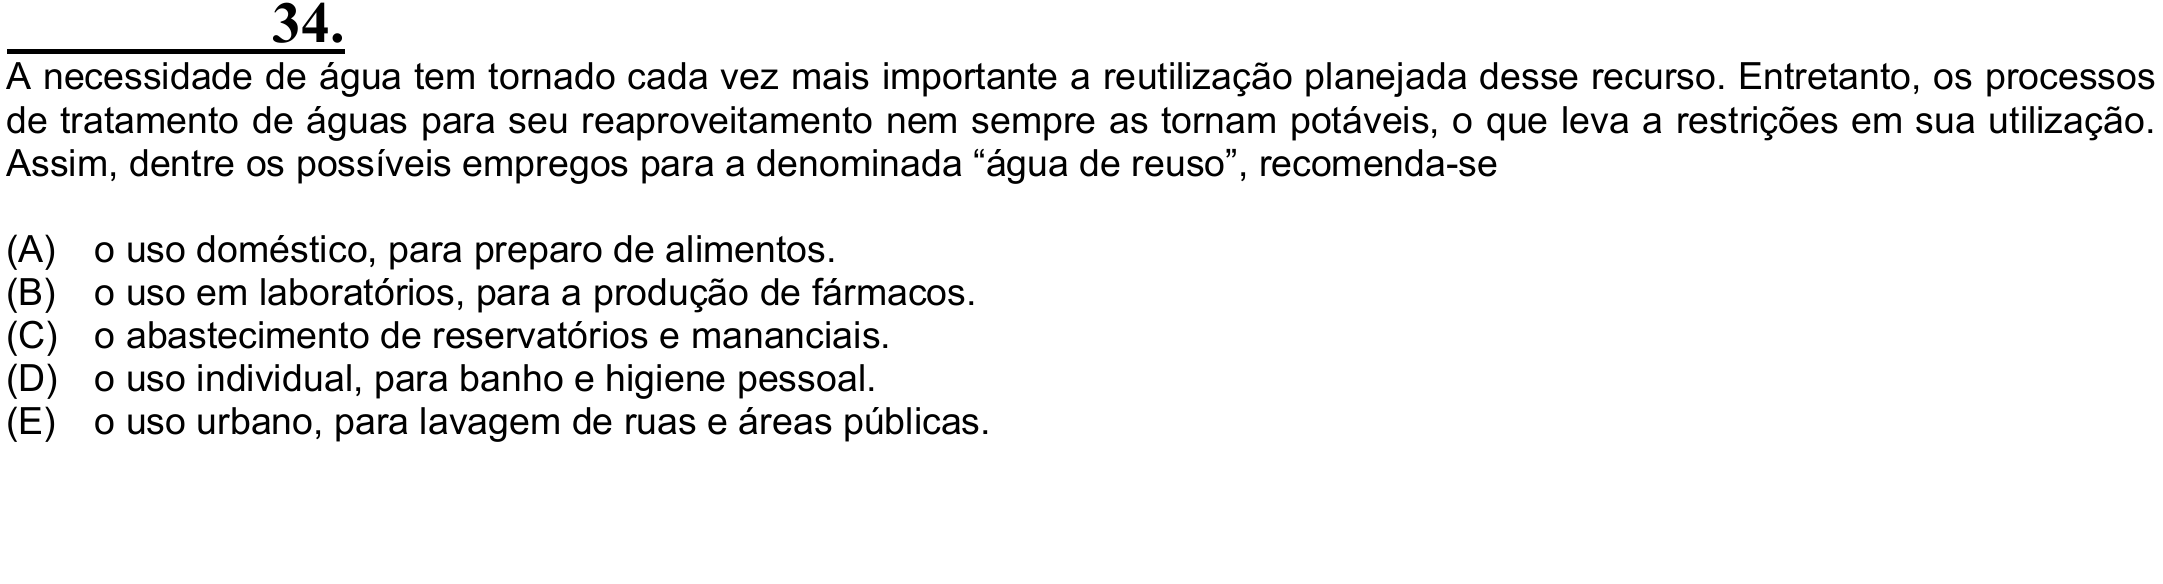 34.
A necessidade de água tem tornado cada vez mais importante a reutilização planejada desse recurso. Entretanto, os processos
de tratamento de águas para seu reaproveitamento nem sempre as tornam potáveis, o que leva a restrições em sua utilização.
Assim, dentre os possíveis empregos para a denominada “água de reuso”, recomenda-se
(A) o uso doméstico, para preparo de alimentos.
(B) o uso em laboratórios, para a produção de fármacos.
(C) o abastecimento de reservatórios e mananciais.
(D) o uso individual, para banho e higiene pessoal.
(E) o uso urbano, para lavagem de ruas e áreas públicas.